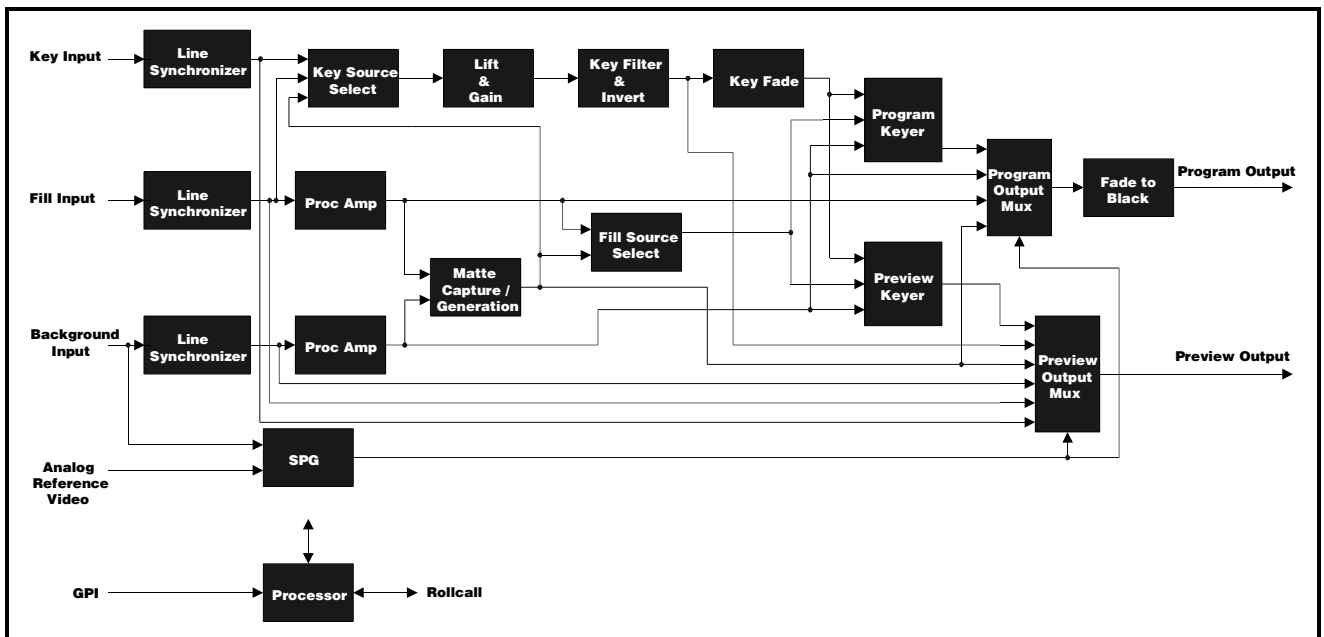 Key Input
Line
Synchronizer
Key Source
Select
Lift
&
Gain
Key Filter
&
Invert
Key Fade
Program
Keyer
Program
Output
Mux
Fade to
Black
Program Output
Fill Input
Line
Synchronizer
Proc Amp
Fill Source
Select
Matte
Capture /
Generation
Preview
Keyer
Background
Input
Line
Synchronizer
Proc Amp
Preview
Output
Mux
Preview Output
SPG
Analog
Reference
Video
GPI
Processor
Rollcall